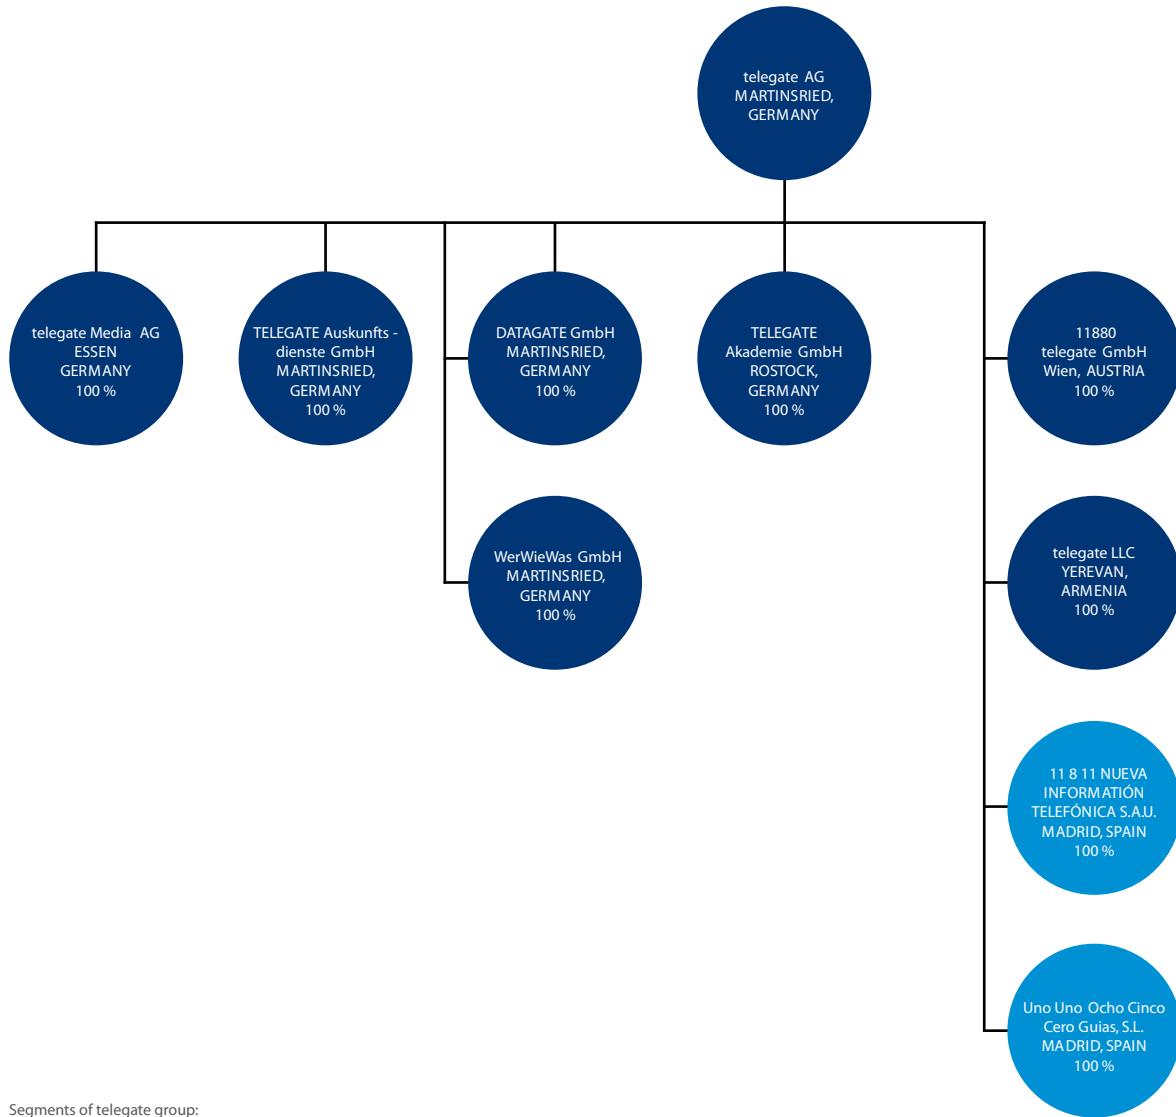 telegate AG
MARTINSRIED,
GERMANY
telegate Media AG
ESSEN
GERMANY
100 %
TELEGATE Auskunfts -
dienste GmbH
MARTINSRIED,
GERMANY
100 %
DATAGATE GmbH
MARTINSRIED,
GERMANY
100 %
TELEGATE
Akademie GmbH
ROSTOCK,
GERMANY
100 %
11880
telegate GmbH
Wien, AUSTRIA
100 %
WerWieWas GmbH
MARTINSRIED,
GERMANY
100 %
telegate LLC
YEREVAN,
ARMENIA
100 %
11 8 11 NUEVA
INFORMATIÓN
TELEFÓNICA S.A.U.
MADRID, SPAIN
100 %
Uno Uno Ocho Cinco
Cero Guias, S.L.
MADRID, SPAIN
100 %
Segments of telegate group: